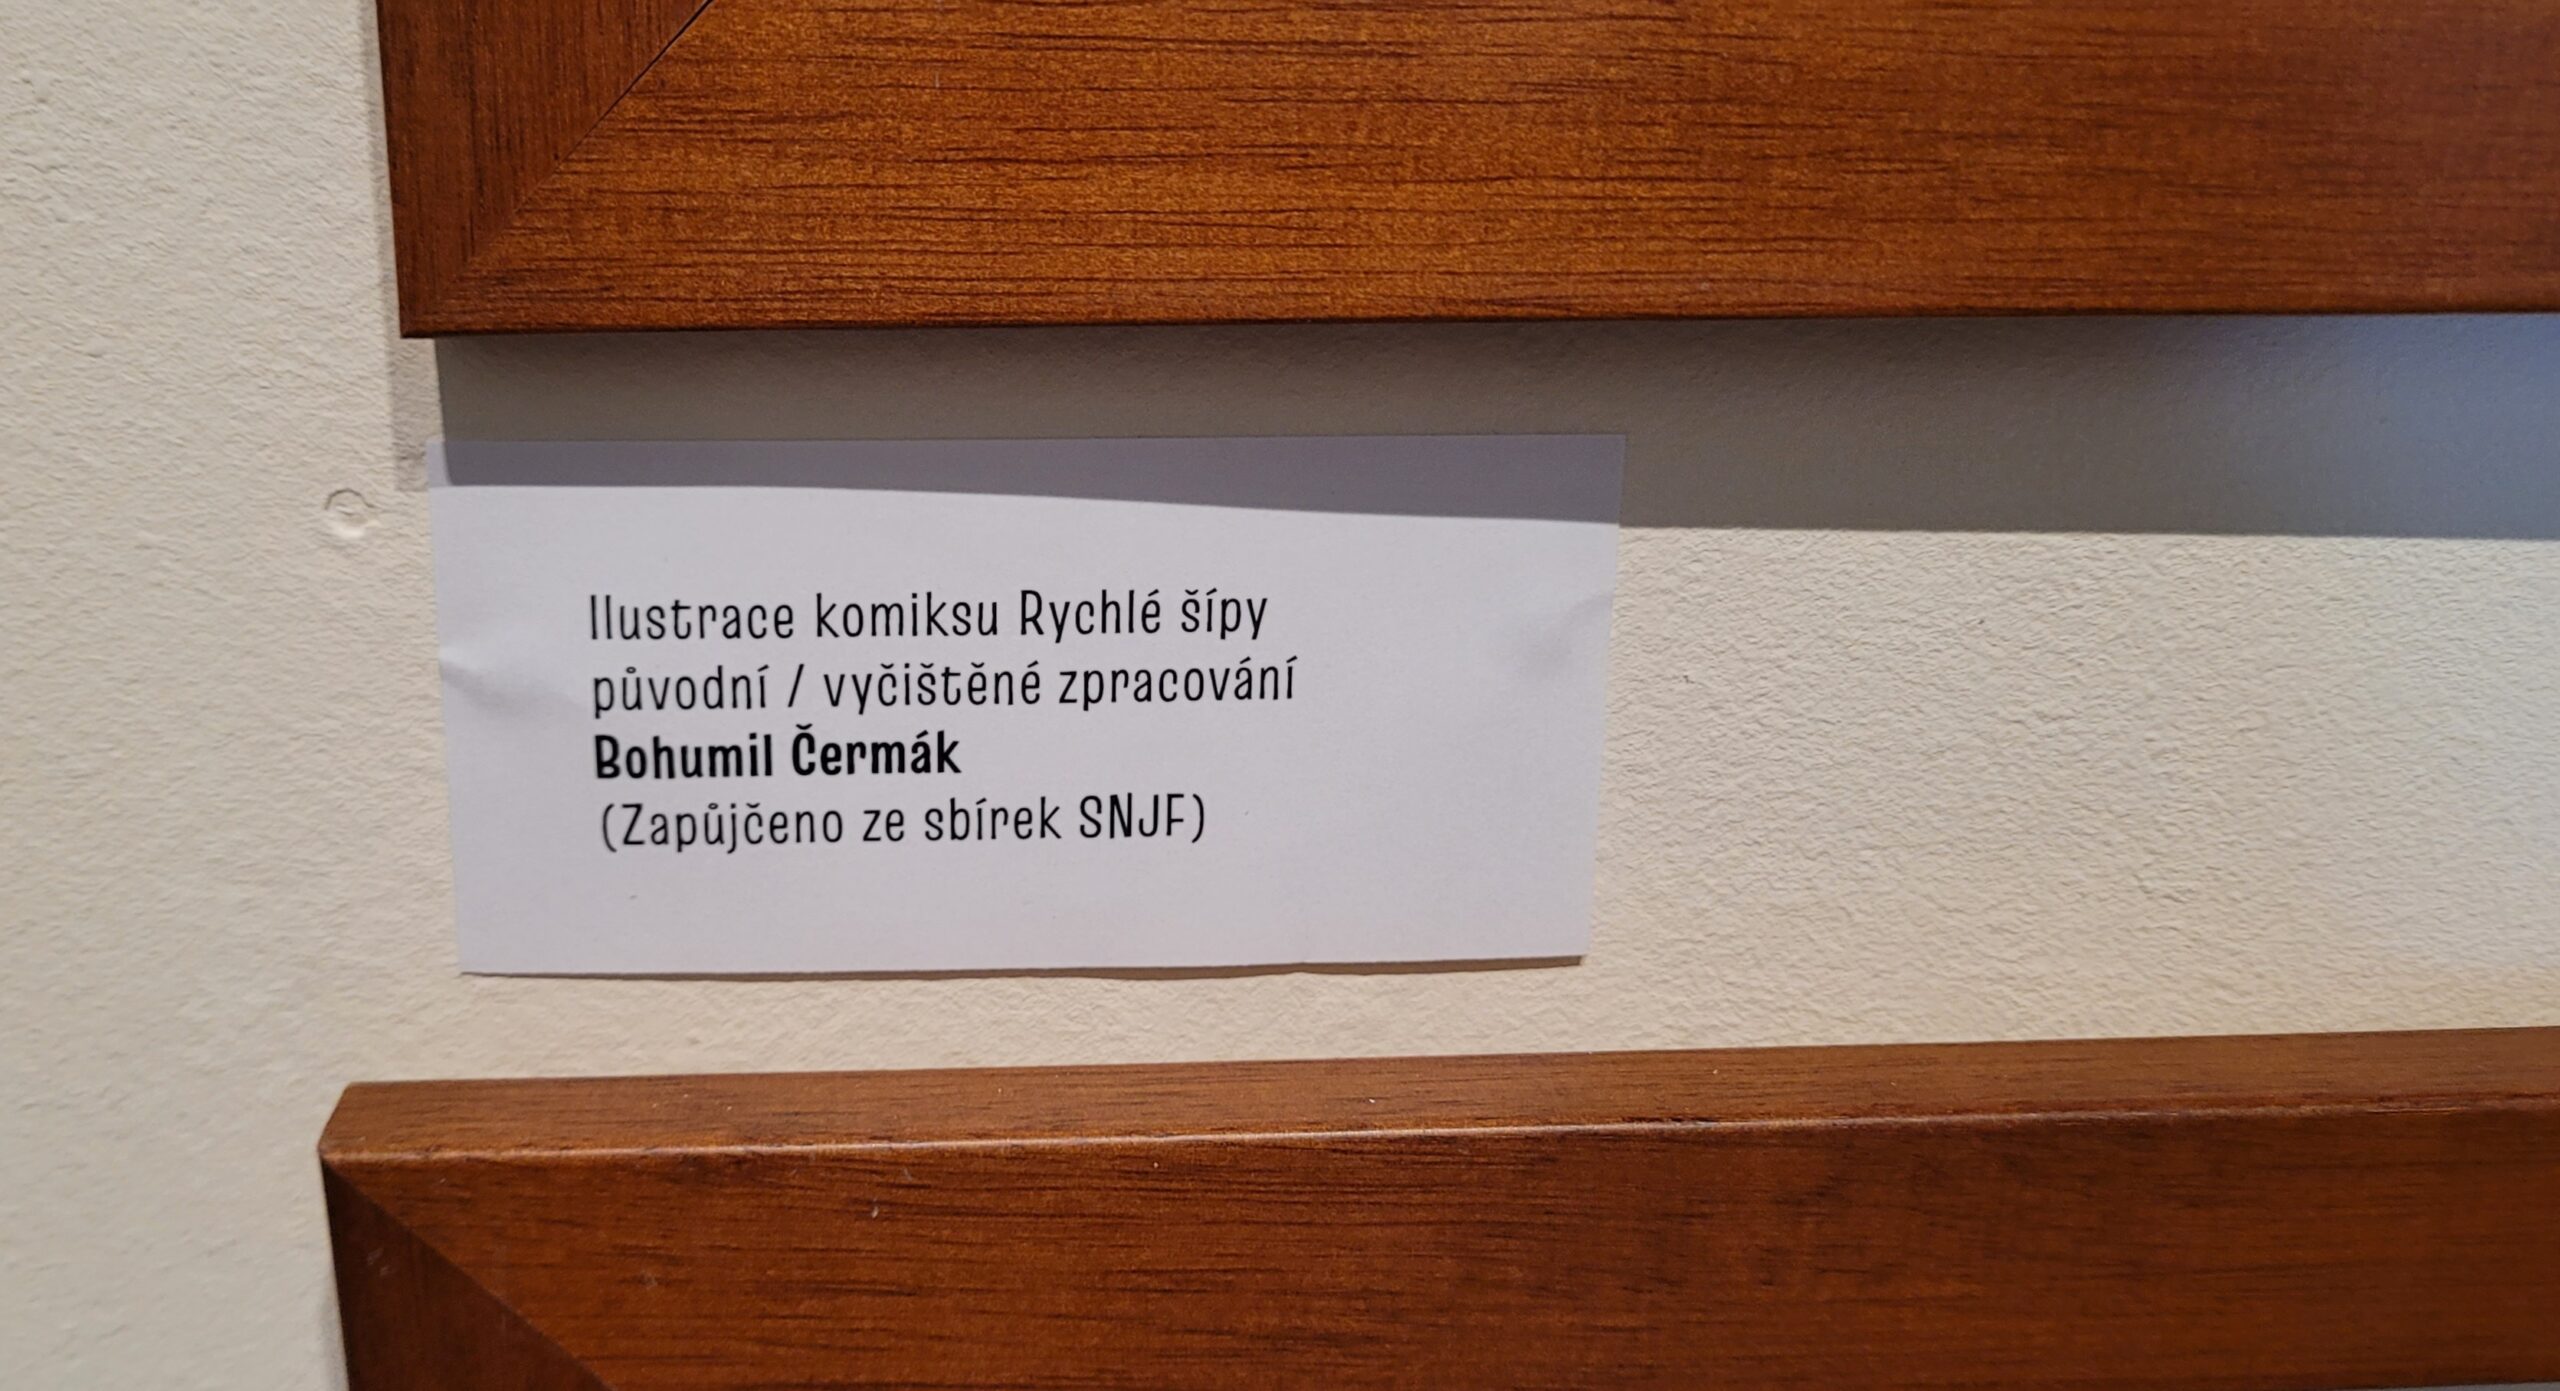 Ilustrace komiksu Rychlé šípy
původní / vyčištěné zpracování
Bohumil Čermák
(Zapůjčeno ze sbírek SNJF)